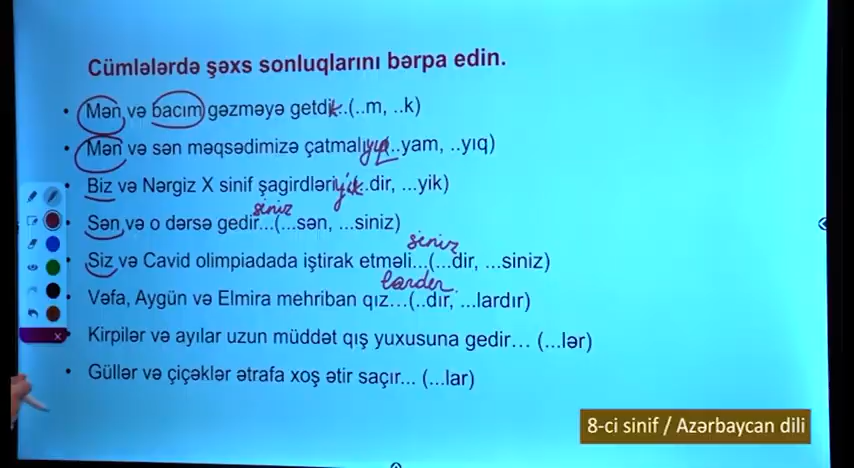 Cümlələrdə şəxs sonluqlarını bərpa edin.
• Mən və bacım gəzməyə getdik..(..m, ..k)
• Mən və sən məqsədimizə çatmalıyıq..yam, ..yıq)
• Biz və Nərgiz X sinif şagirdləriyik.dir, ...yik)
siniz
• Sən və o dərsə gedir...(...sən, ...siniz)
siniz
• Siz və Cavid olimpiadada iştirak etməli...(...dir, ...siniz)
lardır
• Vəfa, Aygün və Elmira mehriban qız...(..dır, ...lardır)
• Kirpilər və ayılar uzun müddət qış yuxusuna gedir... (...lər)
• Güllər və çiçəklər ətrafa xoş ətir saçır... (...lar)
8-ci sinif / Azərbaycan dili